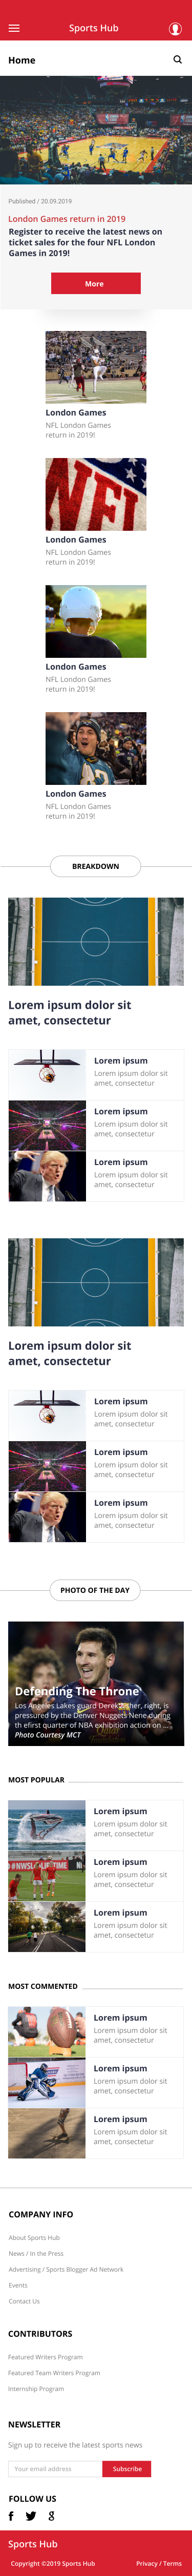 Sports Hub
Home
Published / 20.09.2019
London Games return in 2019
Register to receive the latest news on
ticket sales for the four NFL London
Games in 2019!
More
London Games
NFL London Games
return in 2019!
London Games
NFL London Games
return in 2019!
London Games
NFL London Games
return in 2019!
London Games
NFL London Games
return in 2019!
BREAKDOWN
Lorem ipsum dolor sit
amet, consectetur
Lorem ipsum
Lorem ipsum dolor sit
amet, consectetur
Lorem ipsum
Lorem ipsum dolor sit
amet, consectetur
Lorem ipsum
Lorem ipsum dolor sit
amet, consectetur
Lorem ipsum dolor sit
amet, consectetur
Lorem ipsum
Lorem ipsum dolor sit
amet, consectetur
Lorem ipsum
Lorem ipsum dolor sit
amet, consectetur
Lorem ipsum
Lorem ipsum dolor sit
amet, consectetur
PHOTO OF THE DAY
Defending The Throne'
Los Angeles Lakes guard Derek Fisher, right, is
pressured by the Denver Nuggets Nene during
th efirst quarter of NBA exhibition action on ...
Photo Courtesy MCT
MOST POPULAR
Lorem ipsum
Lorem ipsum dolor sit
amet, consectetur
Lorem ipsum
Lorem ipsum dolor sit
amet, consectetur
Lorem ipsum
Lorem ipsum dolor sit
amet, consectetur
MOST COMMENTED
Lorem ipsum
Lorem ipsum dolor sit
amet, consectetur
Lorem ipsum
Lorem ipsum dolor sit
amet, consectetur
Lorem ipsum
Lorem ipsum dolor sit
amet, consectetur
COMPANY INFO
About Sports Hub
News / In the Press
Advertising / Sports Blogger Ad Network
Events
Contact Us
CONTRIBUTORS
Featured Writers Program
Featured Team Writers Program
Internship Program
NEWSLETTER
Sign up to receive the latest sports news
Your email address
Subscribe
FOLLOW US
Sports Hub
Copyright ©2019 Sports Hub
Privacy / Terms